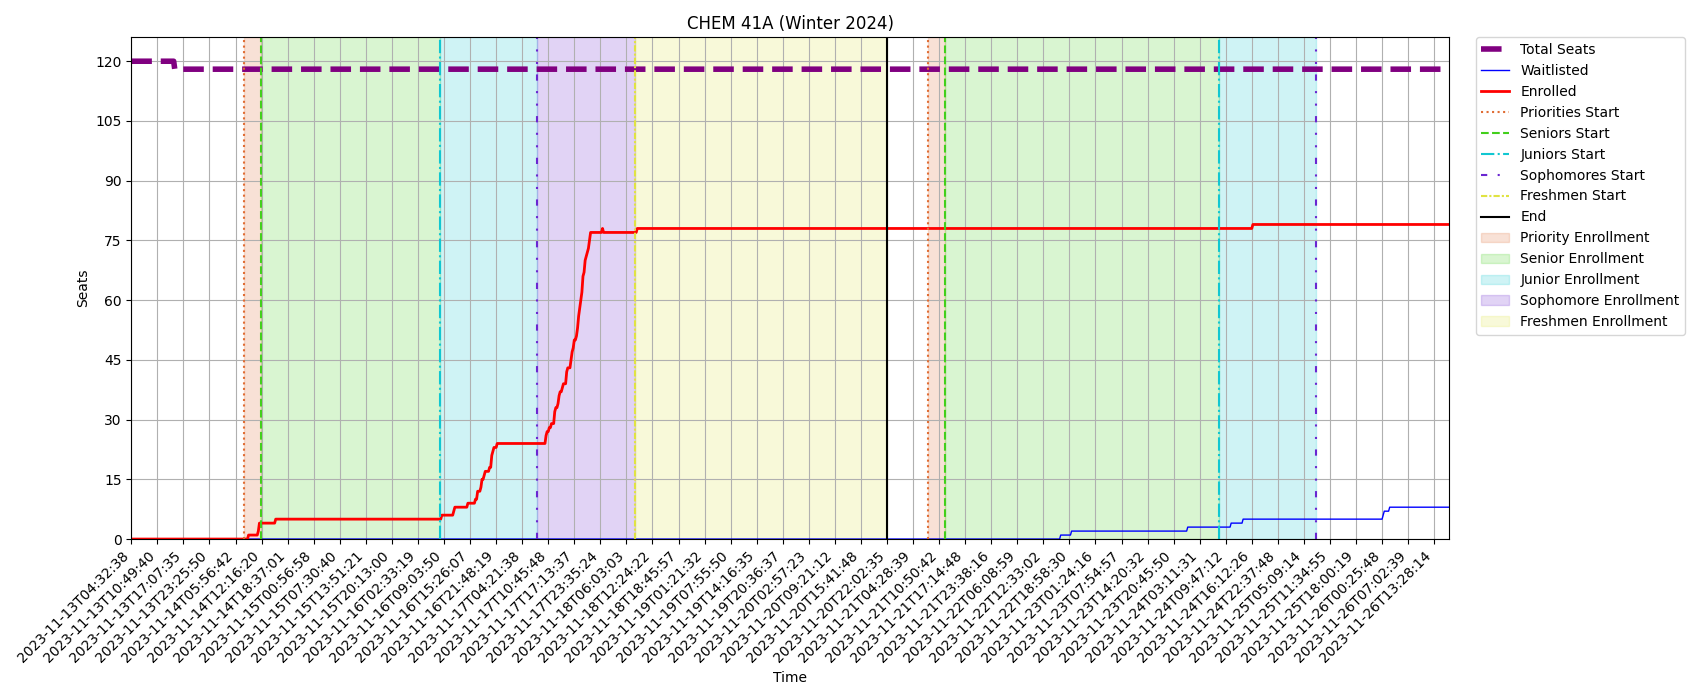 CHEM 41A (Winter 2024)
Seats
120
105
90
75
60
45
30
15
0
2023-11-13T04:32:38
2023-11-13T10:49:40
2023-11-13T17:07:35
2023-11-13T23:25:50
2023-11-14T05:56:42
2023-11-14T12:16:20
2023-11-14T18:37:01
2023-11-15T00:56:58
2023-11-15T07:30:40
2023-11-15T13:51:21
2023-11-15T20:13:00
2023-11-16T02:33:19
2023-11-16T09:03:50
2023-11-16T15:26:07
2023-11-16T21:48:19
2023-11-17T04:21:38
2023-11-17T10:45:48
2023-11-17T17:13:37
2023-11-17T23:35:24
2023-11-18T06:03:03
2023-11-18T12:24:22
2023-11-18T18:45:57
2023-11-19T01:21:32
2023-11-19T07:55:50
2023-11-19T14:16:35
2023-11-19T20:36:37
2023-11-20T02:57:23
2023-11-20T09:21:12
2023-11-20T15:41:48
2023-11-20T22:02:35
2023-11-21T04:28:39
2023-11-21T10:50:42
2023-11-21T17:14:48
2023-11-21T23:38:16
2023-11-22T06:08:59
2023-11-22T12:33:02
2023-11-22T18:58:30
2023-11-23T01:24:16
2023-11-23T07:54:57
2023-11-23T14:20:32
2023-11-23T20:45:50
2023-11-24T03:11:31
2023-11-24T09:47:12
2023-11-24T16:12:26
2023-11-24T22:37:48
2023-11-25T05:09:14
2023-11-25T11:34:55
2023-11-25T18:00:19
2023-11-26T00:25:48
2023-11-26T07:02:39
2023-11-26T13:28:14
Time
Total Seats
Waitlisted
Enrolled
Priorities Start
Seniors Start
Juniors Start
Sophomores Start
Freshmen Start
End
Priority Enrollment
Senior Enrollment
Junior Enrollment
Sophomore Enrollment
Freshmen Enrollment